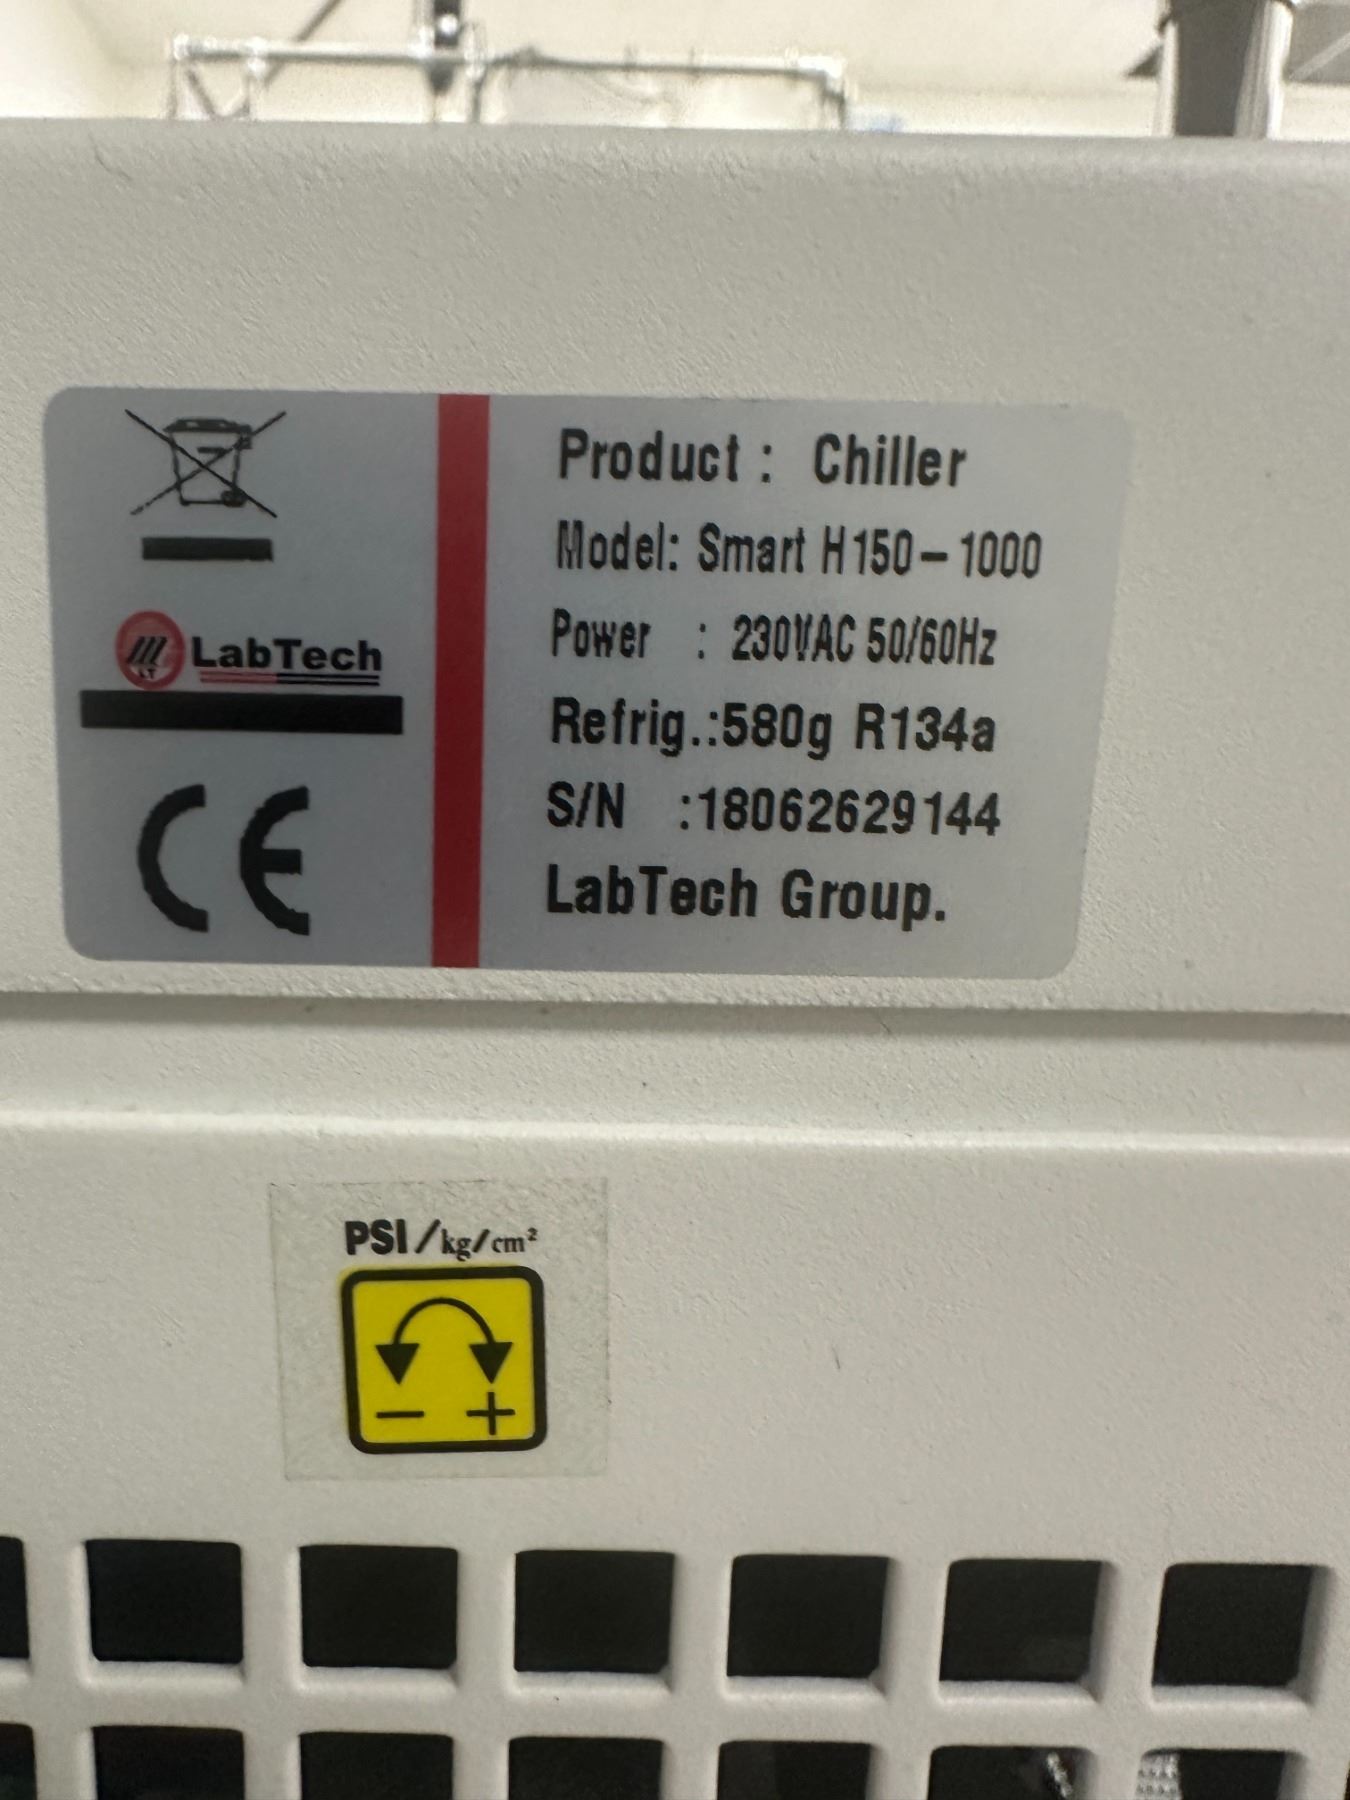 LT LabTech
CE
Product : Chiller
Model: Smart H150-1000
Power : 230VAC 50/60Hz
Refrig.:580g R134a
S/N :18062629144
LabTech Group.
PSI/kg/cm²
− +